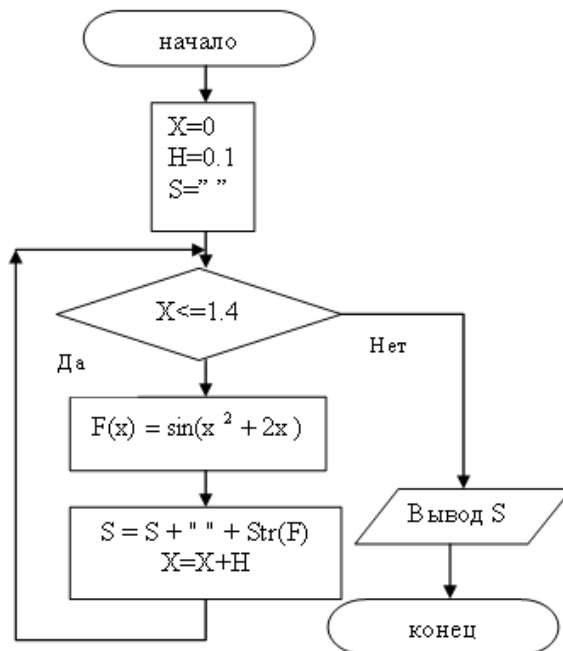 начало
X=0
H=0.1
S=” ”
X<=1.4
Да
Нет
F(x) = sin(x ² + 2x )
S = S + " " + Str(F)
X=X+H
Вывод S
конец